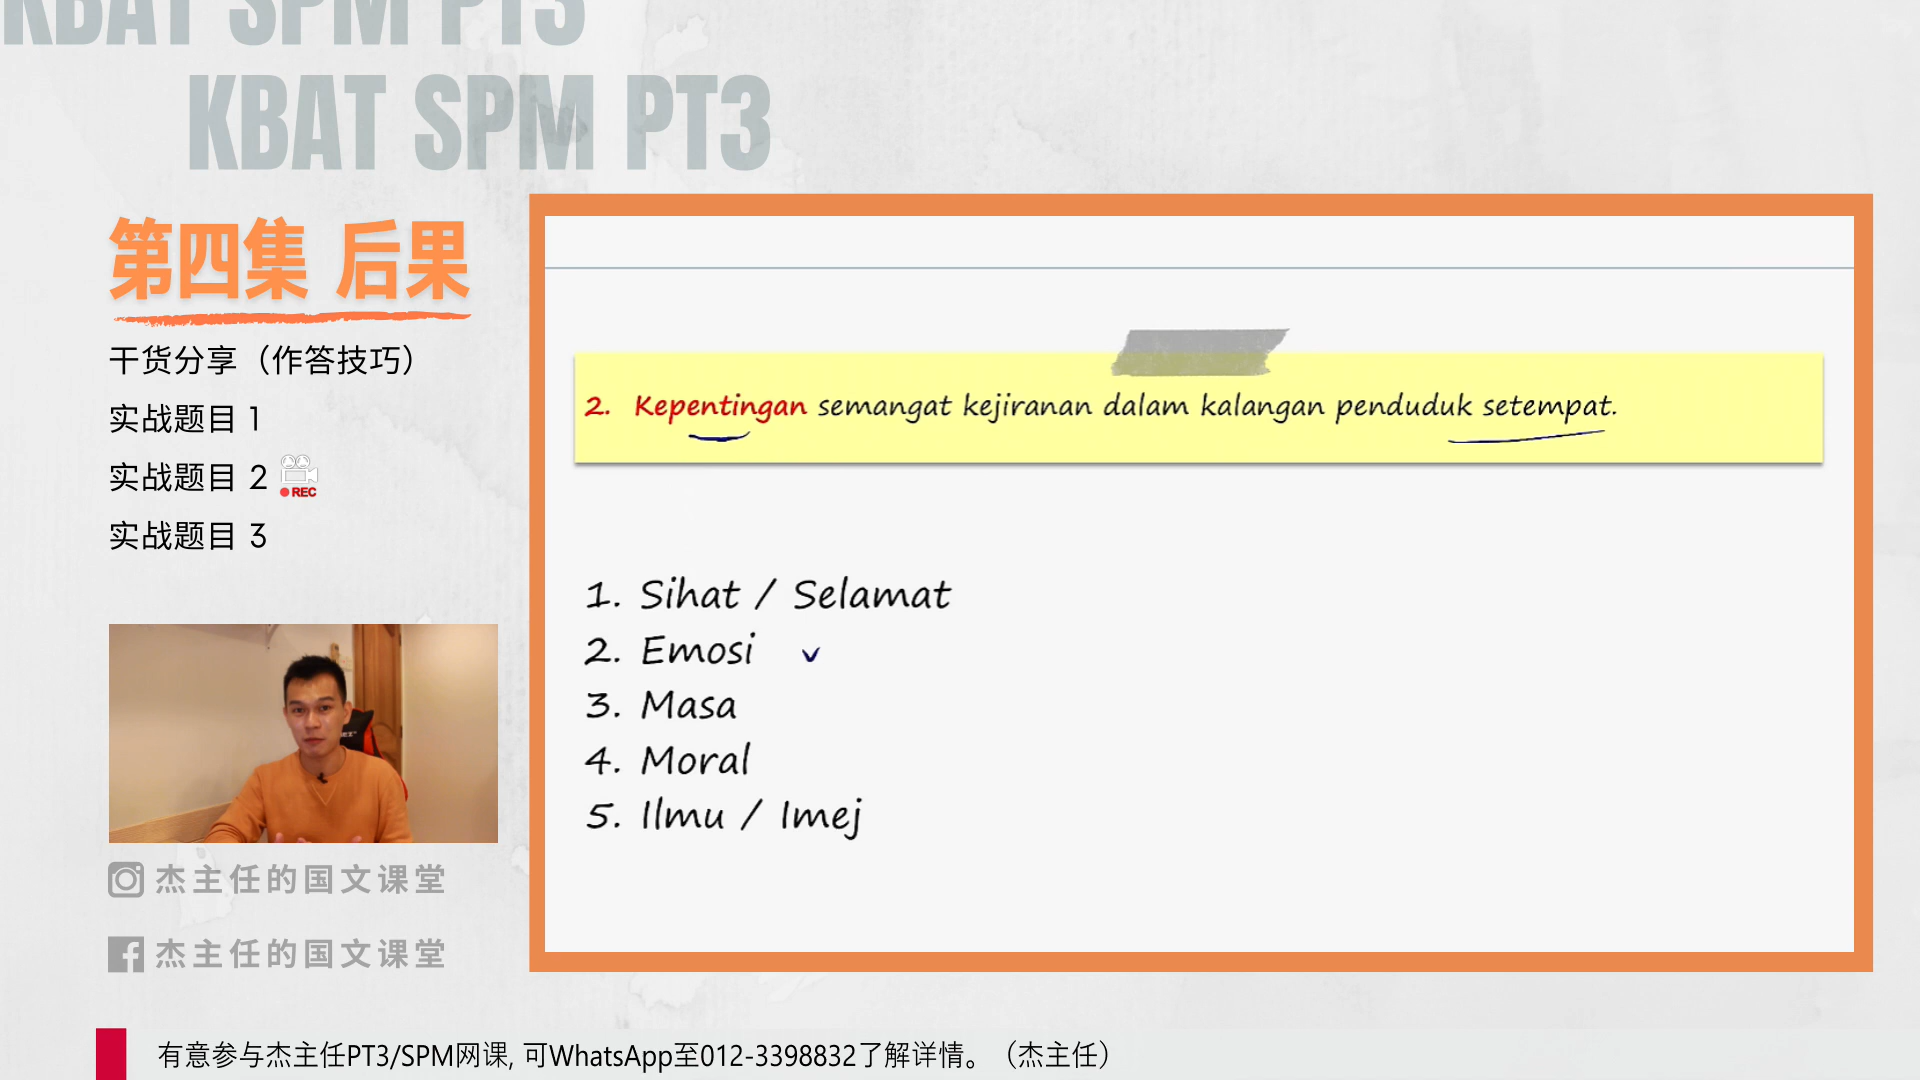 KBAT SPM PT3
KBAT SPM PT3
第四集 后果
干货分享（作答技巧）
实战题目 1
实战题目 2
REC
实战题目 3
杰主任的国文课堂
杰主任的国文课堂
2. Kepentingan semangat kejiranan dalam kalangan penduduk setempat.
1. Sihat / Selamat
2. Emosi
3. Masa
4. Moral
5. Ilmu / Imej
有意参与杰主任PT3/SPM网课, 可WhatsApp至012-3398832了解详情。（杰主任）